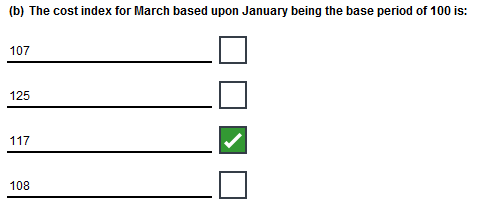 (b) The cost index for March based upon January being the base period of 100 is:
107
125
117
108